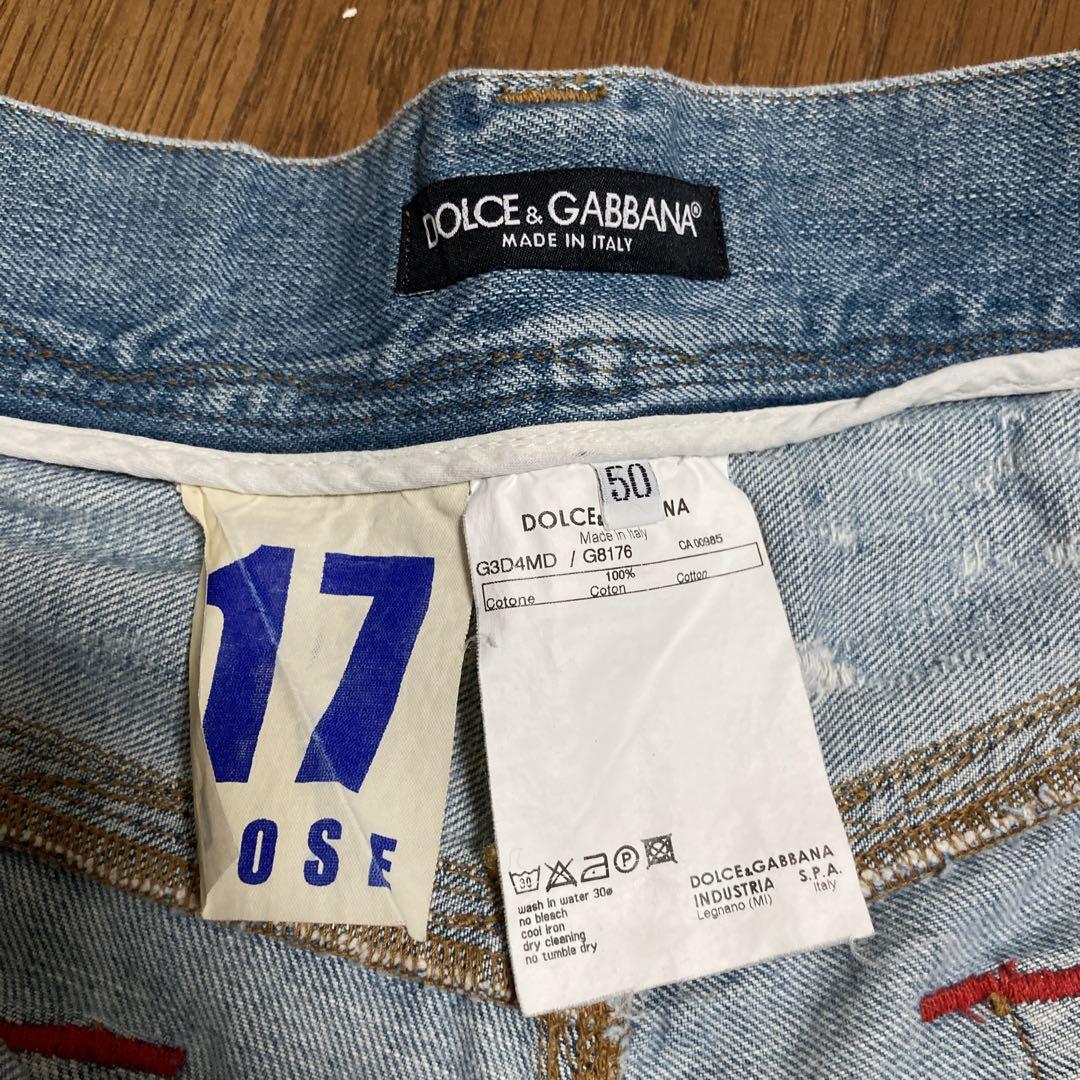 DOLCE & GABBANA®
MADE IN ITALY
17
OSE
50
DOLCE& NA
Made in Italy
G3D4MD / G8176 CA 00985
100%
Cotone Coton Cotton
30
P
wash in water 30ø
no bleach
cool iron
dry cleaning
no tumble dry
DOLCE&GABBANA
INDUSTRIA S.P.A.
Legnano (MI) Italy